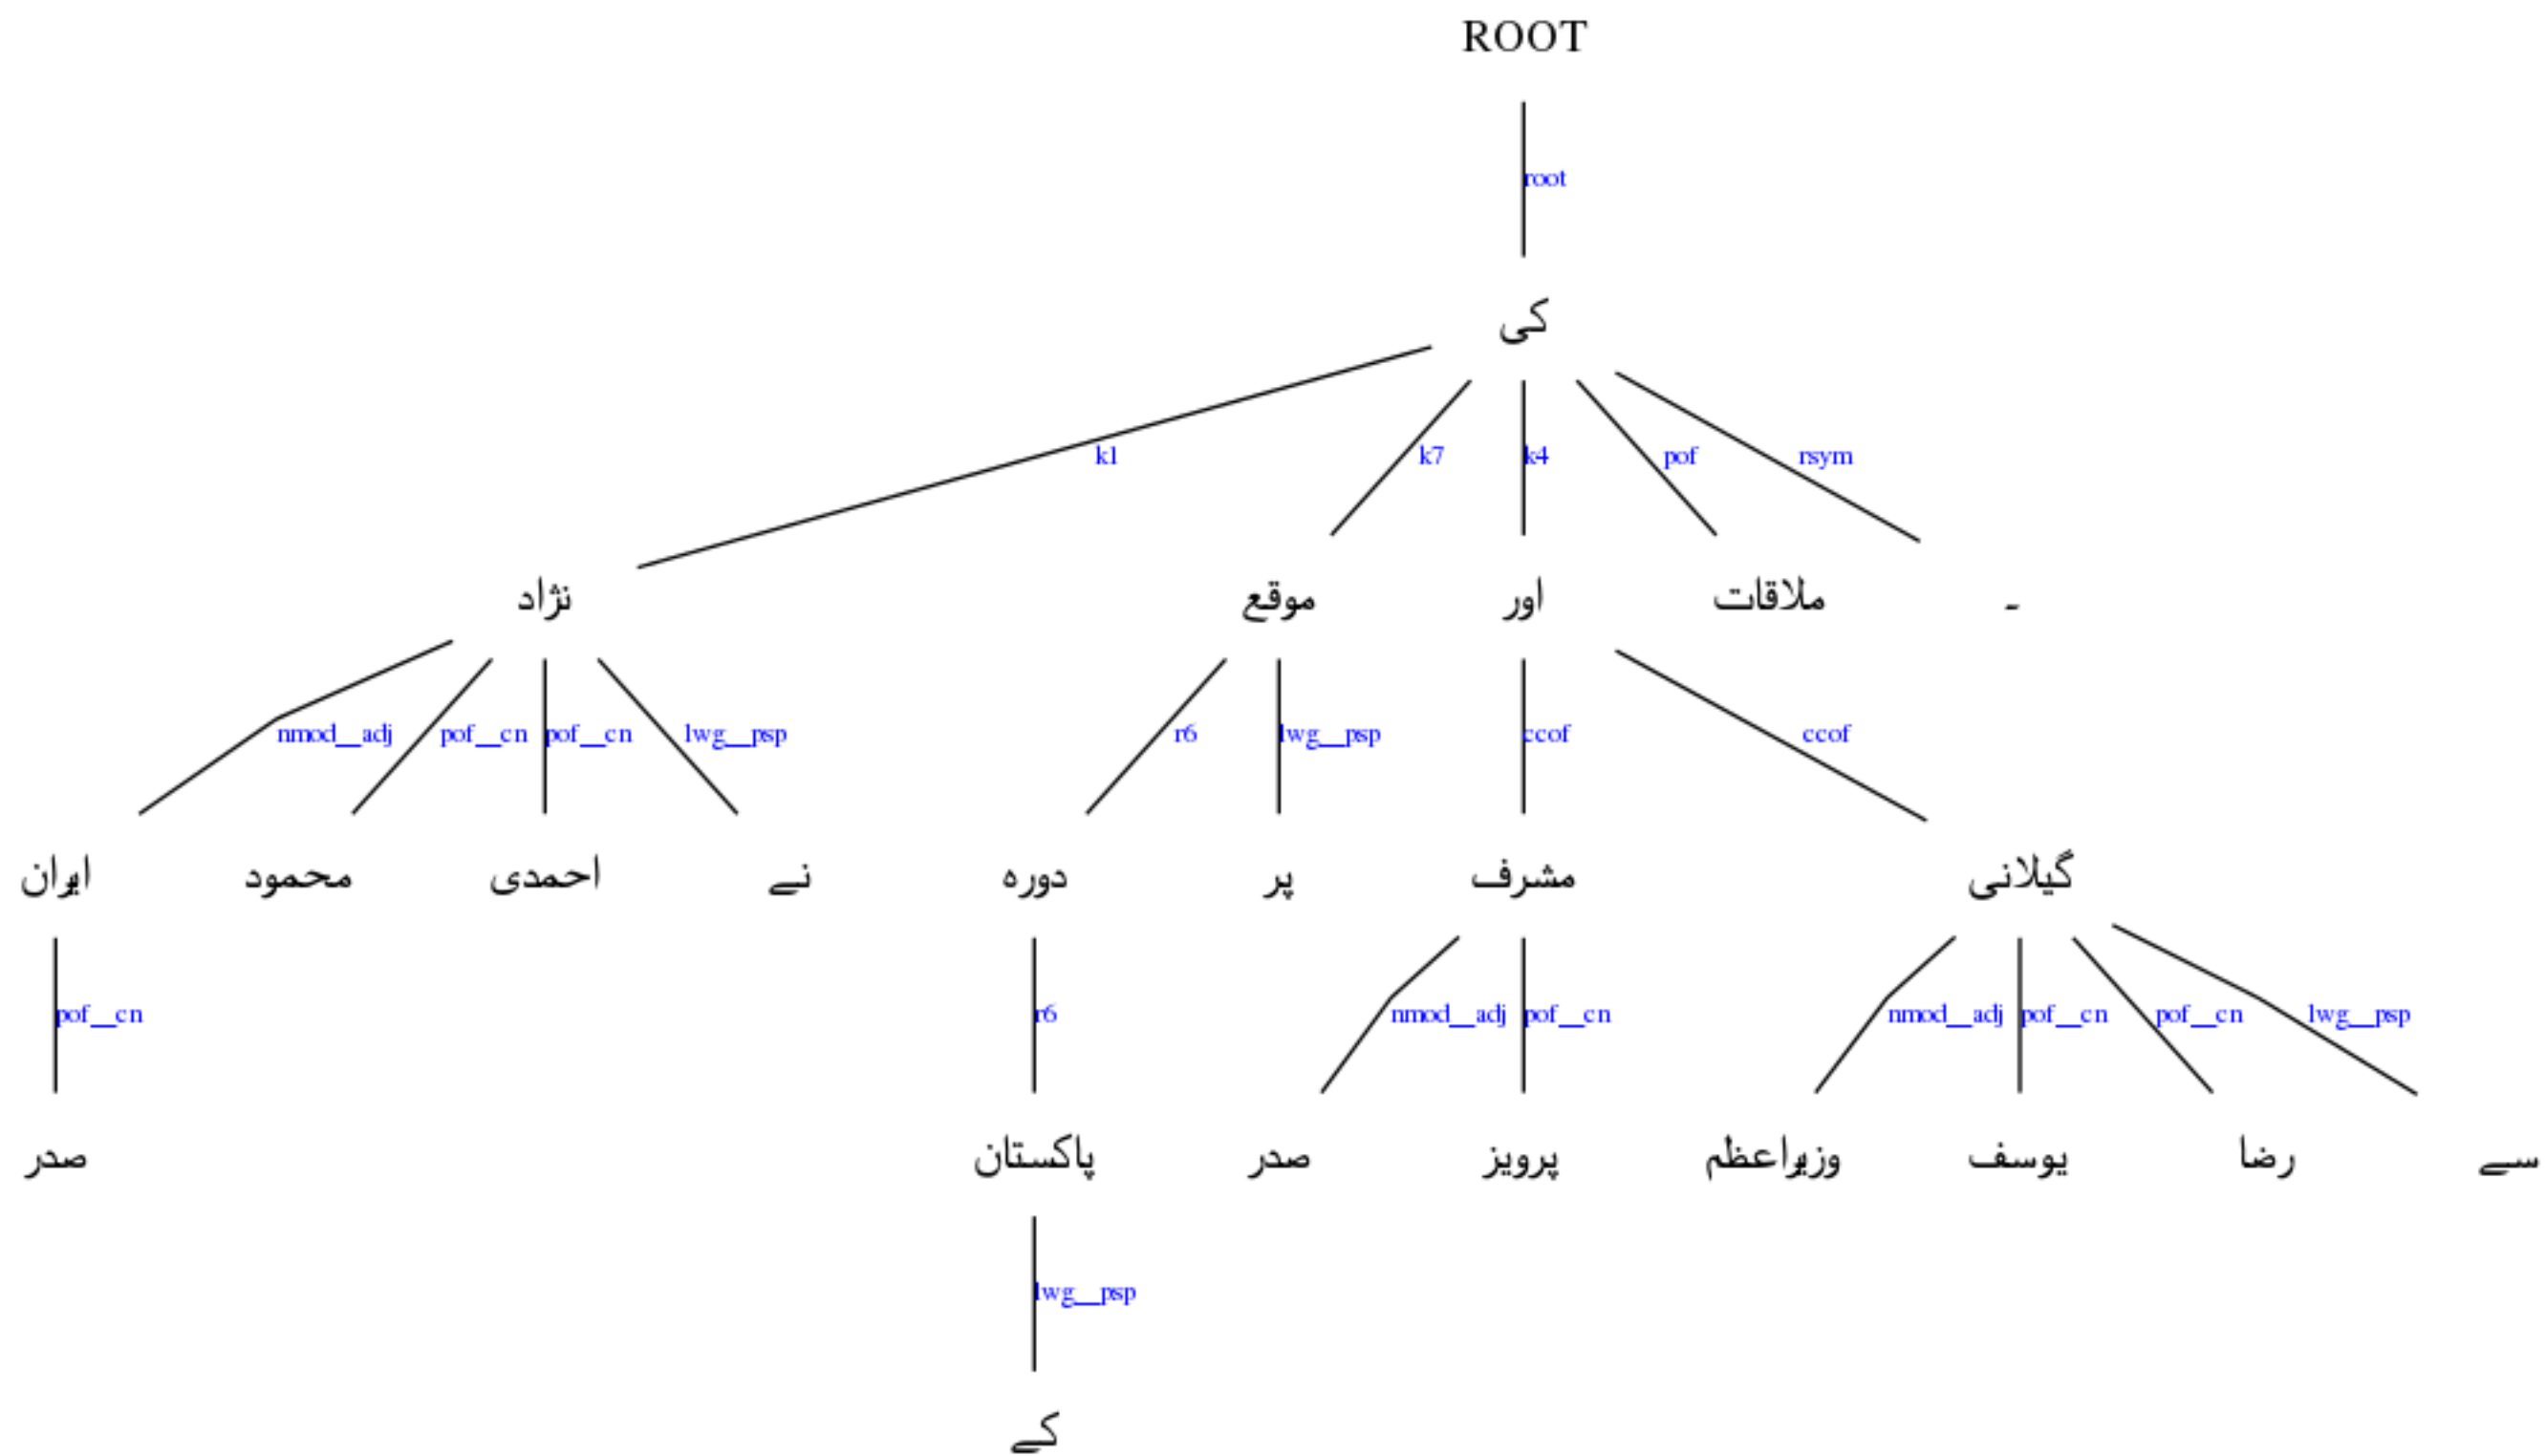 ROOT
root
کی
k1 k7 k4 pof rsym
نژاد موقع اور ملاقات ۔
nmod__adj pof__cn pof__cn lwg__psp r6 lwg__psp ccof ccof
ایران محمود احمدی نے دورہ پر مشرف گیلانی
pof__cn r6 nmod__adj pof__cn nmod__adj pof__cn pof__cn lwg__psp
صدر پاکستان صدر پرویز وزیراعظم یوسف رضا سے
lwg__psp
کے